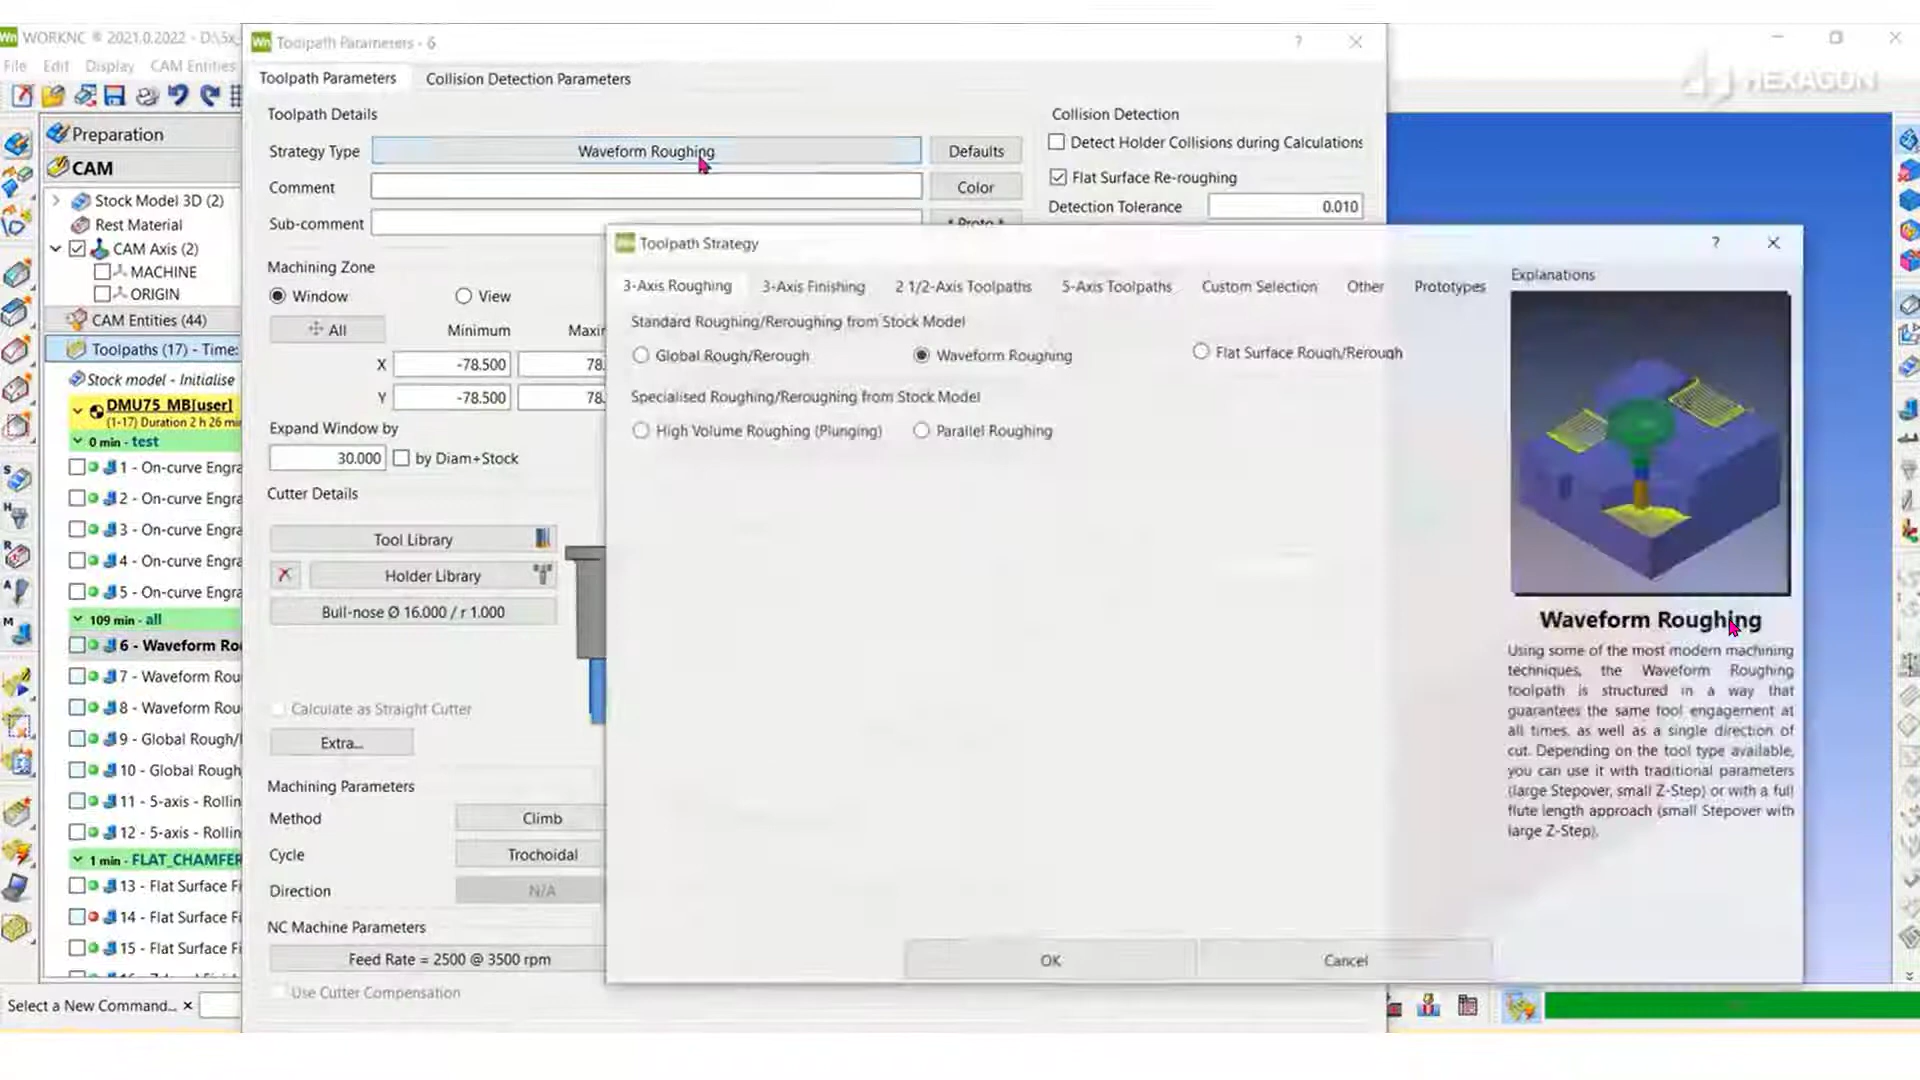 WORKNC ® 2021.0.2022 - D:\5x
File Edit Display CAM Entities
Preparation
CAM
Stock Model 3D (2)
Rest Material
CAM Axis (2)
MACHINE
ORIGIN
CAM Entities (44)
Toolpaths (17) - Time:
Stock model - Initialise
DMU75_MB[user]
(1-17) Duration 2 h 26 min
0 min - test
1 - On-curve Engra
2 - On-curve Engra
3 - On-curve Engra
4 - On-curve Engra
5 - On-curve Engra
109 min - all
6 - Waveform Ro
7 - Waveform Rou
8 - Waveform Rou
9 - Global Rough/
10 - Global Rough
11 - 5-axis - Rollin
12 - 5-axis - Rollin
1 min - FLAT_CHAMFER
13 - Flat Surface Fi
14 - Flat Surface Fi
15 - Flat Surface Fi
Select a New Command...
Toolpath Parameters - 6
Toolpath Parameters Collision Detection Parameters
Toolpath Details
Strategy Type Waveform Roughing Defaults
Comment Color
Sub-comment * Proto *
Machining Zone
Window View
All Minimum Maxir
X -78.500 78.
Y -78.500 78.
Expand Window by
30.000 by Diam+Stock
Cutter Details
Tool Library
Holder Library
Bull-nose Ø 16.000 / r 1.000
Calculate as Straight Cutter
Extra...
Machining Parameters
Method Climb
Cycle Trochoidal
Direction N/A
NC Machine Parameters
Feed Rate = 2500 @ 3500 rpm
Use Cutter Compensation
Collision Detection
Detect Holder Collisions during Calculations
Flat Surface Re-roughing
Detection Tolerance 0.010
HEXAGON
Toolpath Strategy
3-Axis Roughing 3-Axis Finishing 2 1/2-Axis Toolpaths 5-Axis Toolpaths Custom Selection Other Prototypes
Standard Roughing/Reroughing from Stock Model
Global Rough/Rerough Waveform Roughing Flat Surface Rough/Rerough
Specialised Roughing/Reroughing from Stock Model
High Volume Roughing (Plunging) Parallel Roughing
OK Cancel
Explanations
Waveform Roughing
Using some of the most modern machining
techniques, the Waveform Roughing
toolpath is structured in a way that
guarantees the same tool engagement at
all times, as well as a single direction of
cut. Depending on the tool type available,
you can use it with traditional parameters
(large Stepover, small Z-Step) or with a full
flute length approach (small Stepover with
large Z-Step).